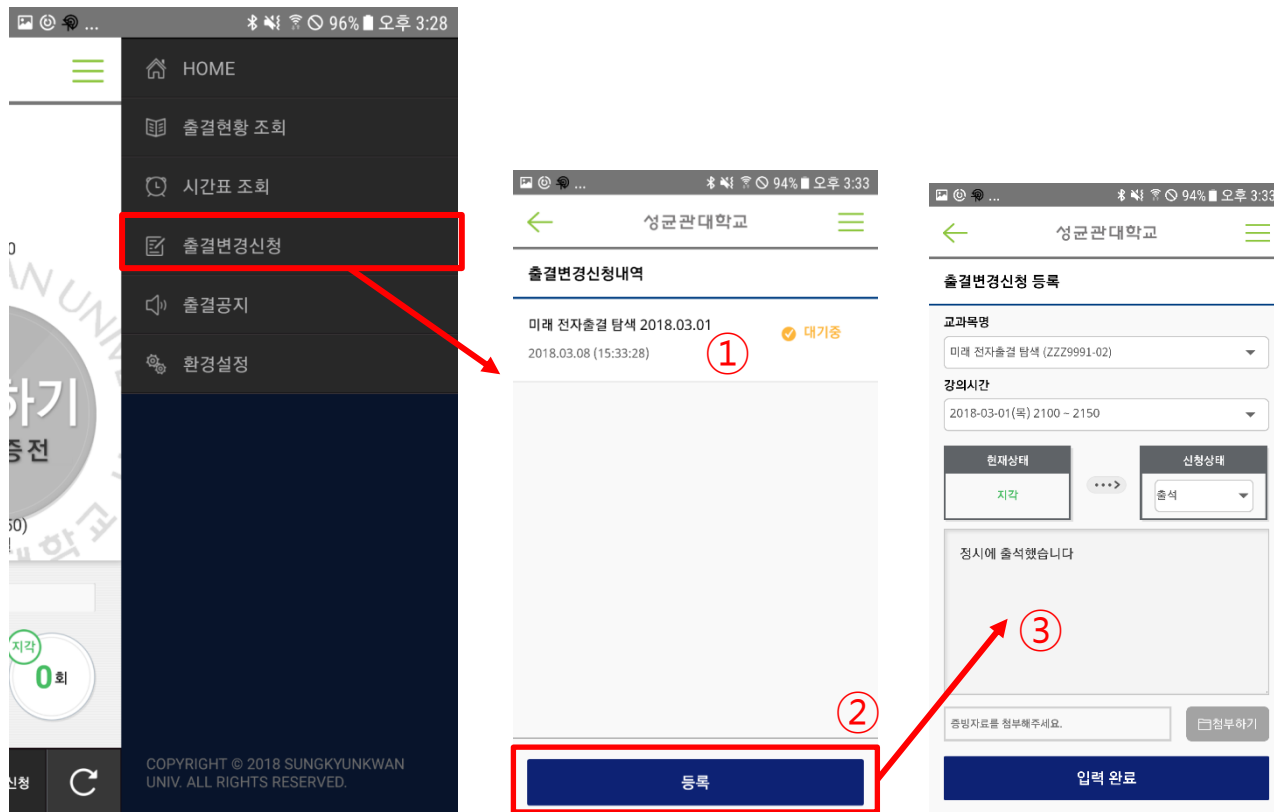 ... 96% 오후 3:28
HOME
출결현황 조회
시간표 조회
출결변경신청
출결공지
환경설정
하기
증전
50)
지각
0 회
신청
COPYRIGHT © 2018 SUNGKYUNKWAN
UNIV. ALL RIGHTS RESERVED.
... 94% 오후 3:33
성균관대학교
출결변경신청내역
미래 전자출결 탐색 2018.03.01
대기중
2018.03.08 (15:33:28)
①
②
등록
... 94% 오후 3:33
성균관대학교
출결변경신청 등록
교과목명
미래 전자출결 탐색 (ZZZ9991-02)
강의시간
2018-03-01(목) 2100 ~ 2150
현재상태
지각
신청상태
출석
정시에 출석했습니다
③
증빙자료를 첨부해주세요.
첨부하기
입력 완료